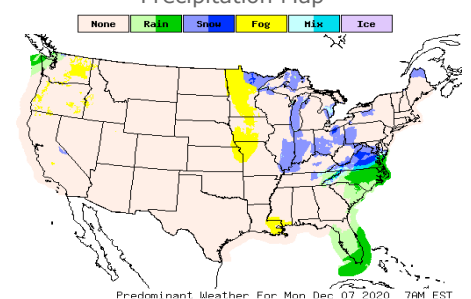 Precipitation Map
None Rain Snow Fog Mix Ice
Predominant Weather For Mon Dec 07 2020 7AM EST